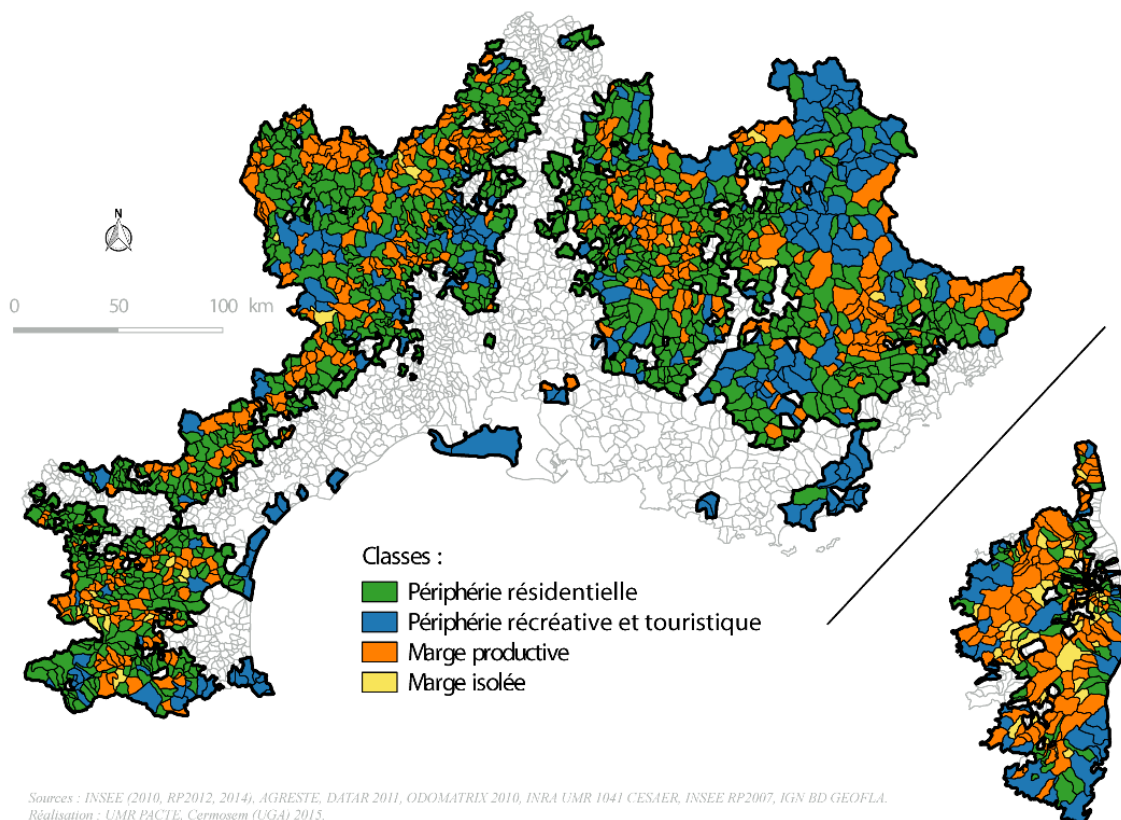 N
0 50 100 km
Classes :
Périphérie résidentielle
Périphérie récréative et touristique
Marge productive
Marge isolée
Sources : INSEE (2010, RP2012, 2014), AGRESTE, DATAR 2011, ODOMATRIX 2010, INRA UMR 1041 CESAER, INSEE RP2007, IGN BD GEOFLA.
Réalisation : UMR PACTE. Cermosem (UGA) 2015.